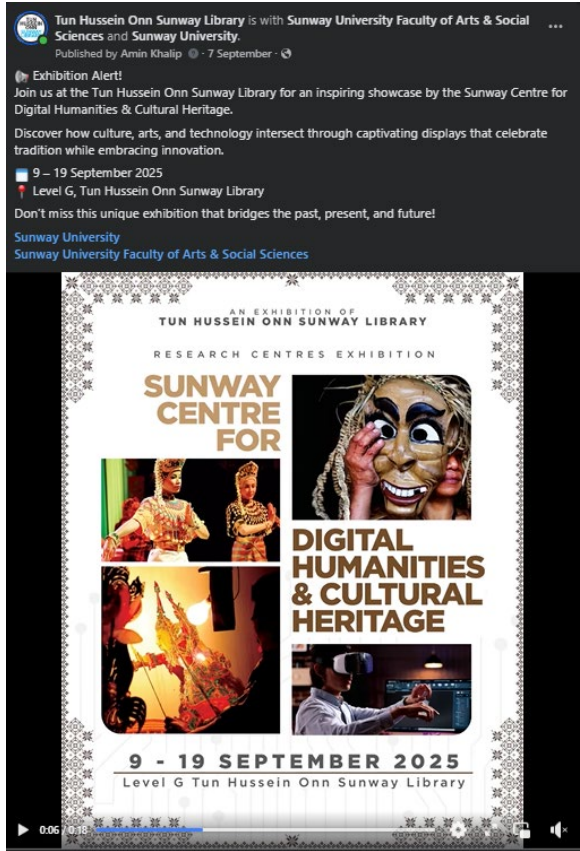 Tun Hussein Onn Sunway Library is with Sunway University Faculty of Arts & Social
Sciences and Sunway University.
Published by Amin Khalip · 7 September ·
Exhibition Alert!
Join us at the Tun Hussein Onn Sunway Library for an inspiring showcase by the Sunway Centre for
Digital Humanities & Cultural Heritage.
Discover how culture, arts, and technology intersect through captivating displays that celebrate
tradition while embracing innovation.
9 – 19 September 2025
Level G, Tun Hussein Onn Sunway Library
Don't miss this unique exhibition that bridges the past, present, and future!
Sunway University
Sunway University Faculty of Arts & Social Sciences
AN EXHIBITION OF
TUN HUSSEIN ONN SUNWAY LIBRARY
RESEARCH CENTRES EXHIBITION
SUNWAY
CENTRE
FOR
DIGITAL
HUMANITIES
& CULTURAL
HERITAGE
9 - 19 SEPTEMBER 2025
Level G Tun Hussein Onn Sunway Library
0:06 / 0:18